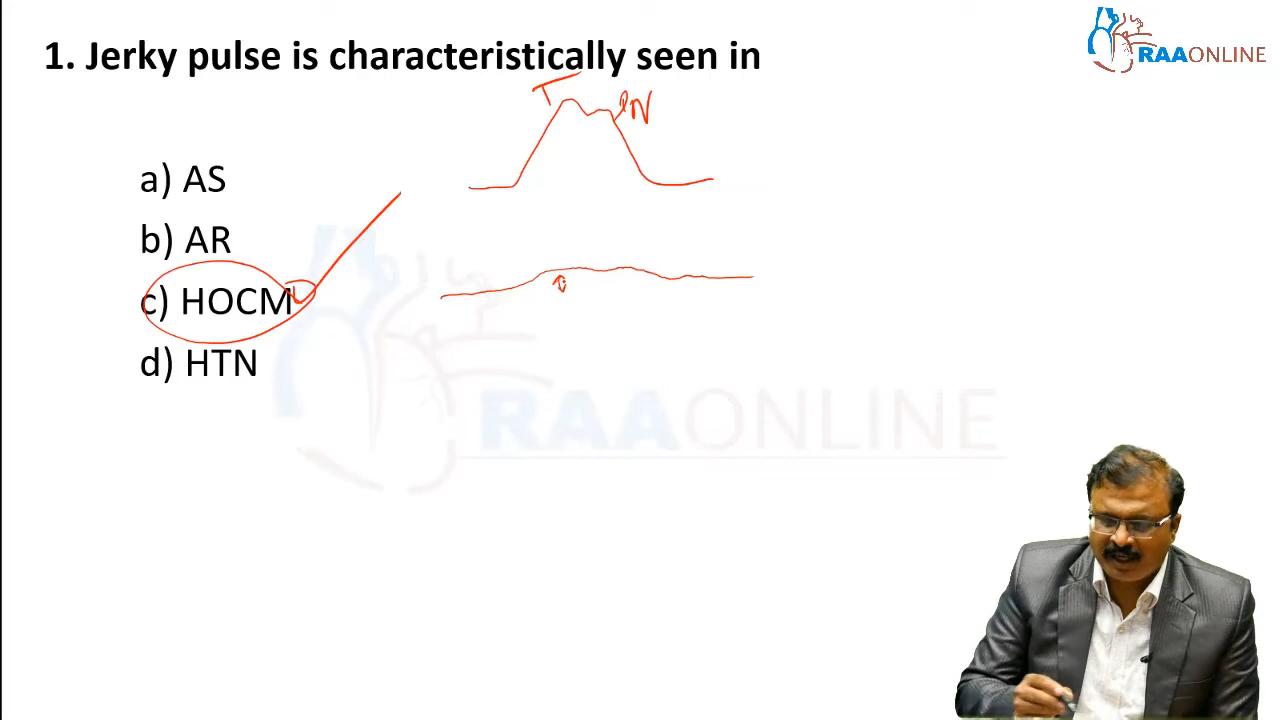 1. Jerky pulse is characteristically seen in
RAAONLINE
a) AS
b) AR
c) HOCM
d) HTN
RAAONLINE